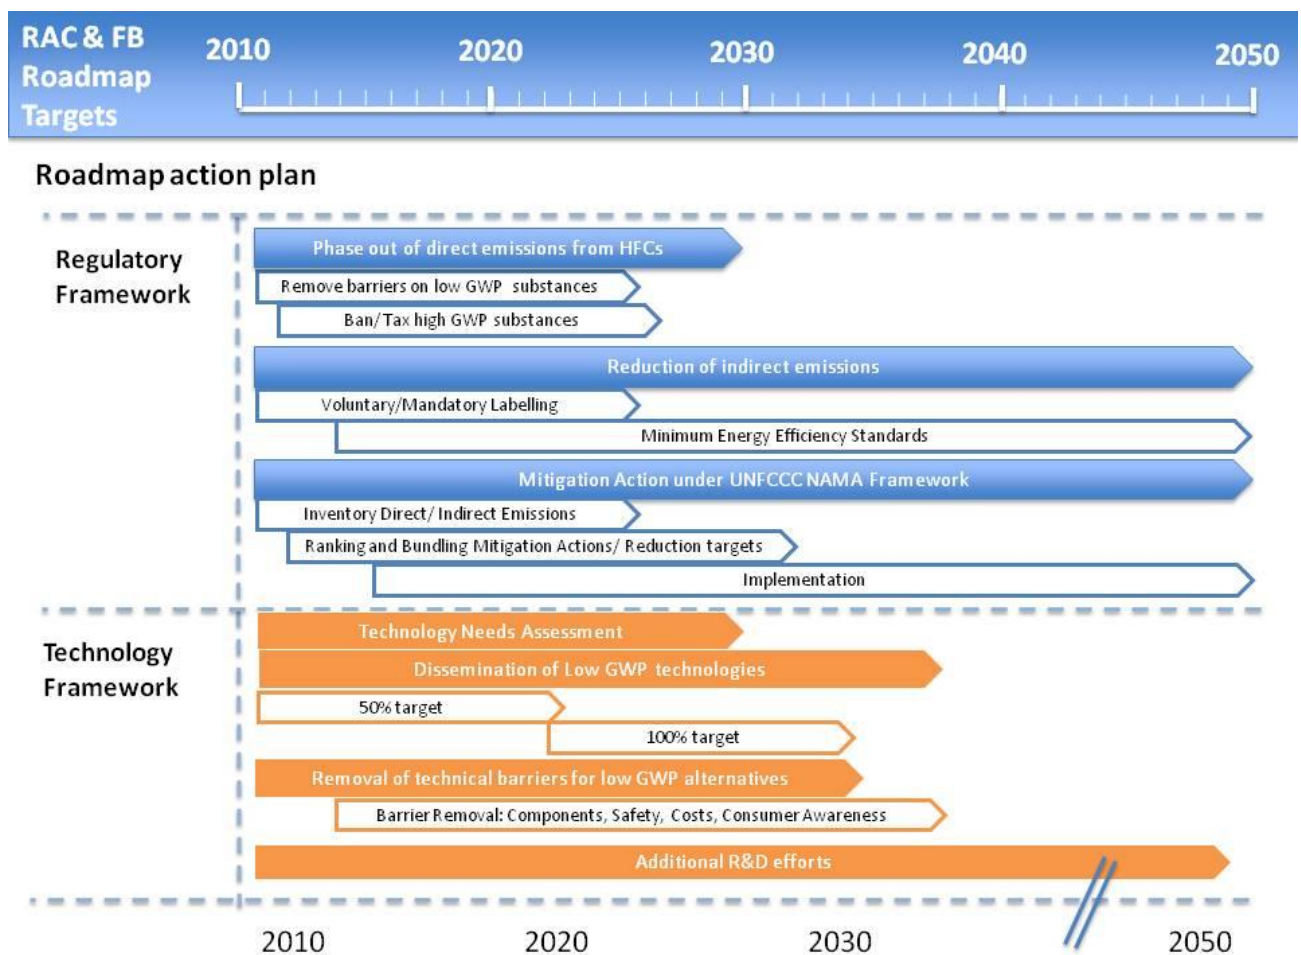 RAC & FB
Roadmap
Targets
2010 2020 2030 2040 2050
Roadmap action plan
Regulatory
Framework
Phase out of direct emissions from HFCs
Remove barriers on low GWP substances
Ban/Tax high GWP substances
Reduction of indirect emissions
Voluntary/Mandatory Labelling
Minimum Energy Efficiency Standards
Mitigation Action under UNFCCC NAMA Framework
Inventory Direct/ Indirect Emissions
Ranking and Bundling Mitigation Actions/ Reduction targets
Implementation
Technology
Framework
Technology Needs Assessment
Dissemination of Low GWP technologies
50% target
100% target
Removal of technical barriers for low GWP alternatives
Barrier Removal: Components, Safety, Costs, Consumer Awareness
Additional R&D efforts
2010 2020 2030 2050